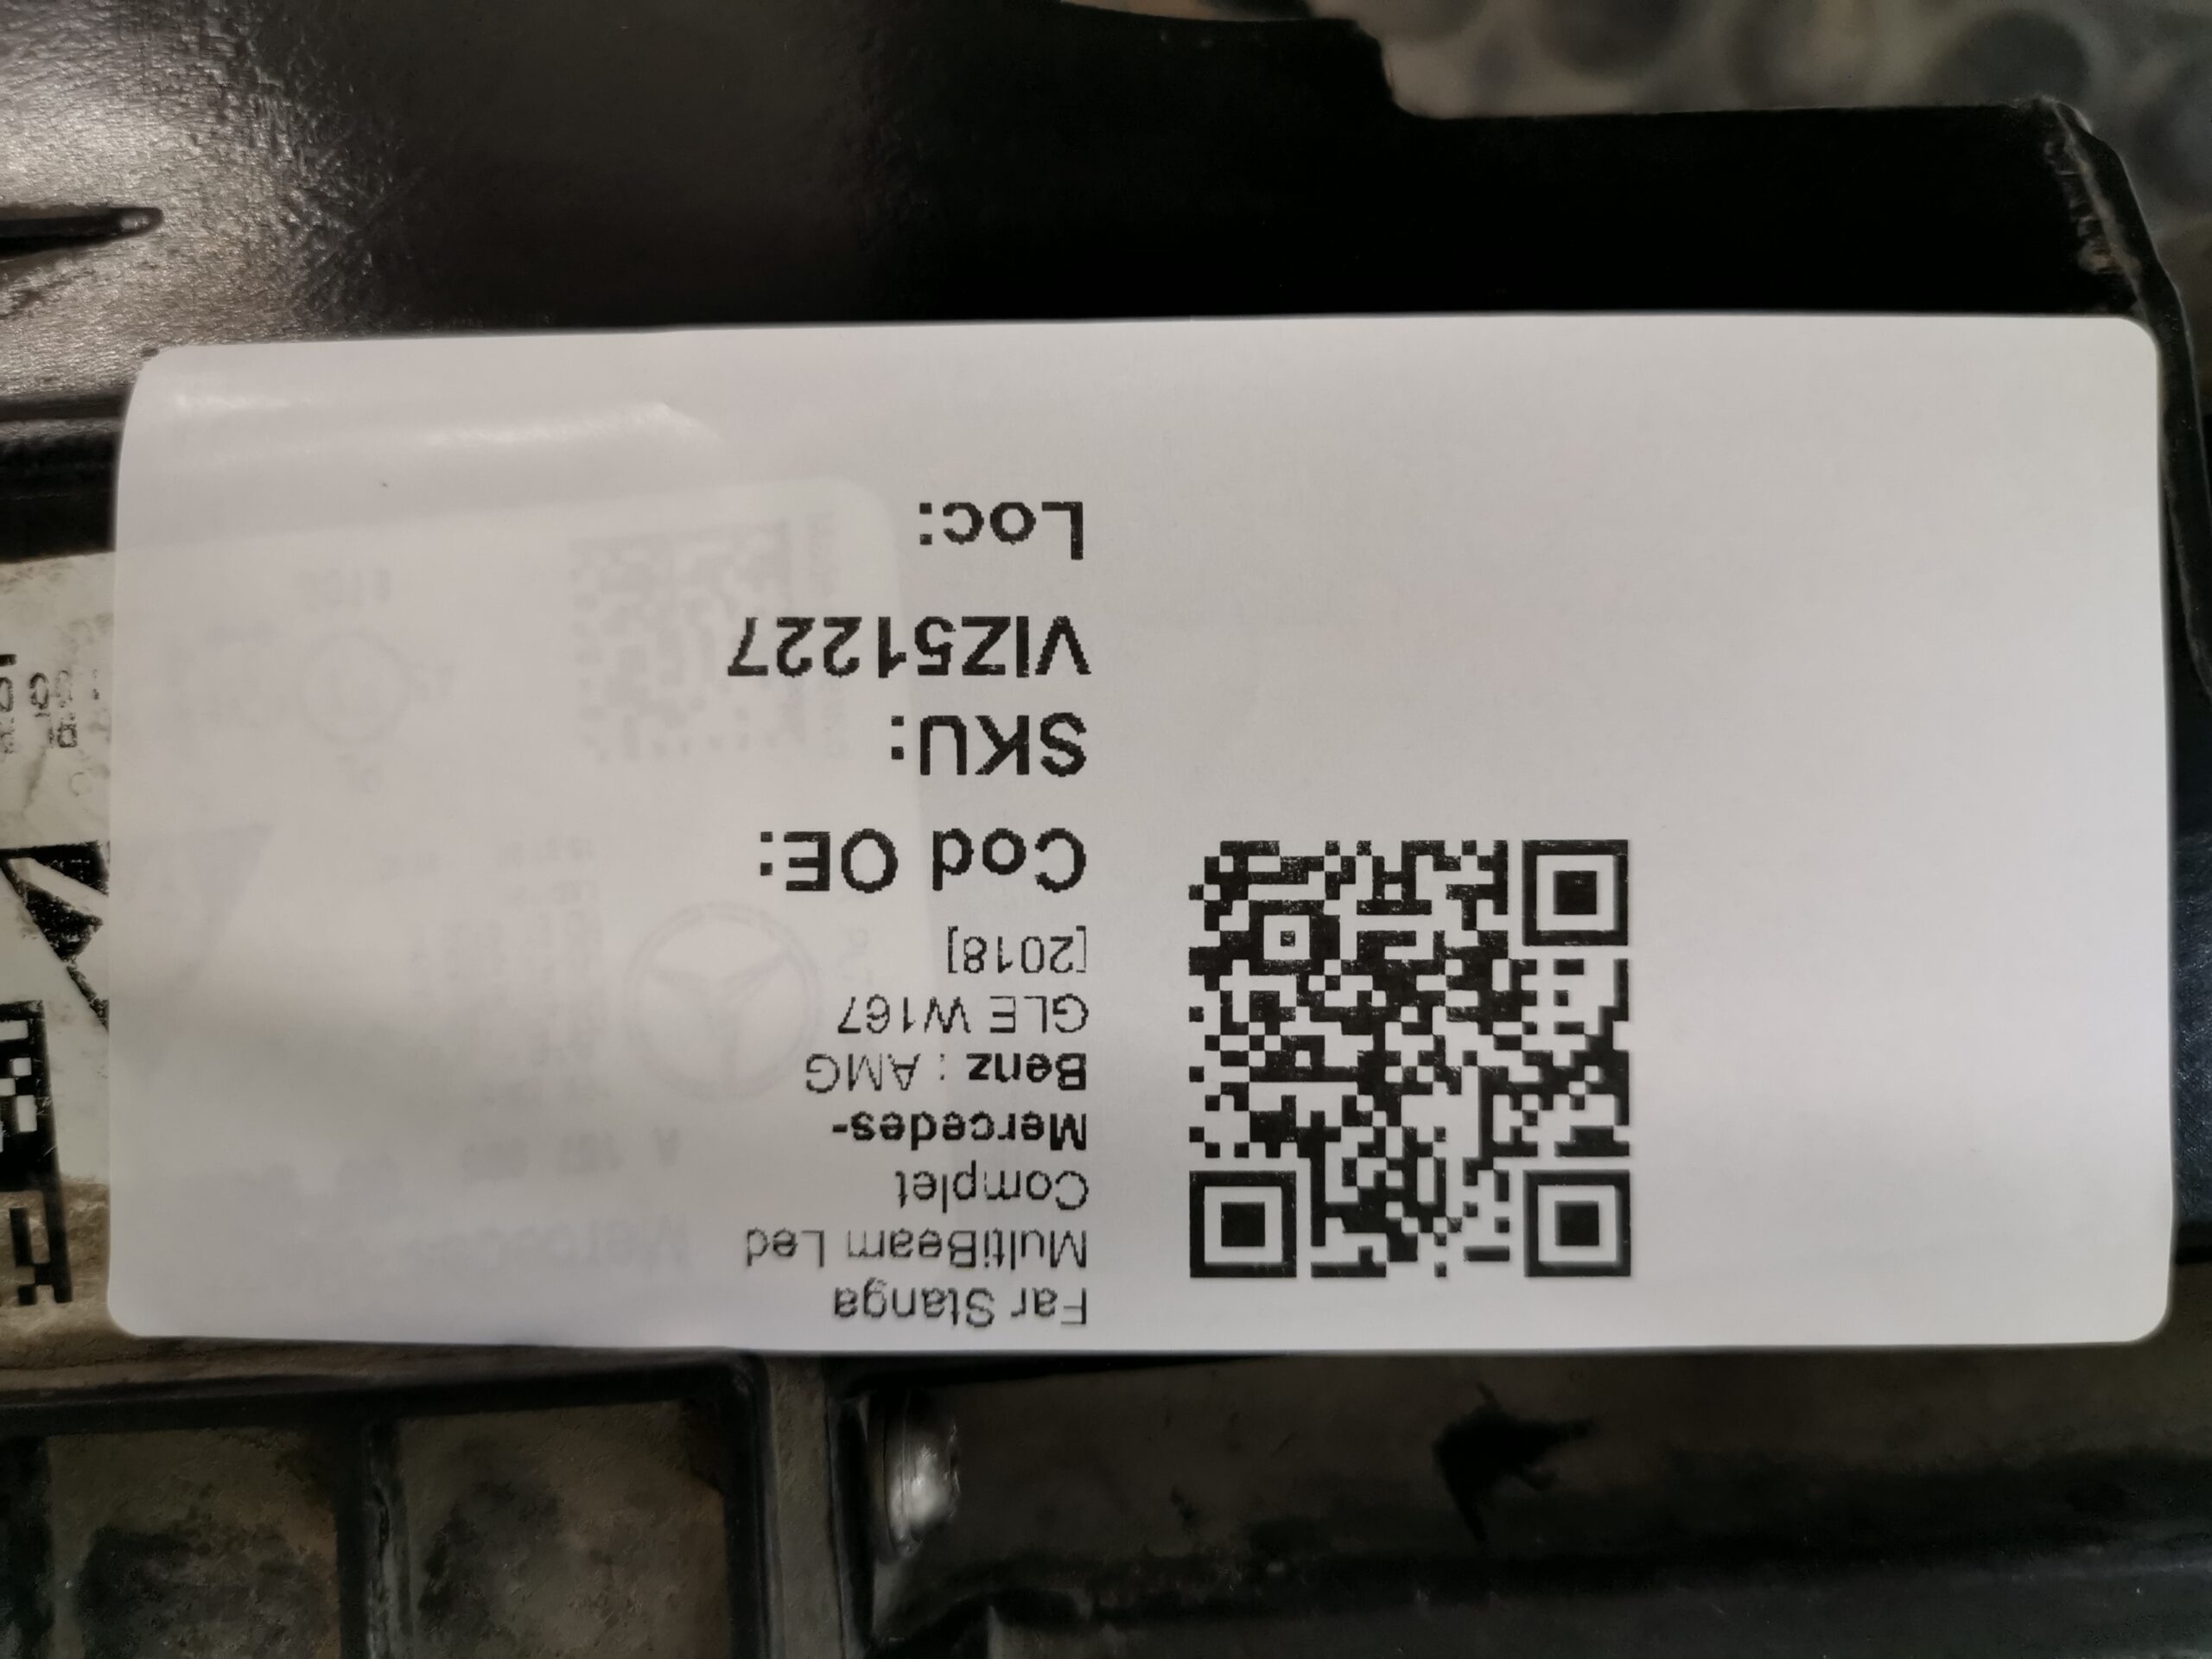 Far Stanga
MultiBeam Led
Complet
Mercedes-
Benz : AMG
GLE W167
[2018]
Cod OE:
SKU:
VIZ51227
Loc: